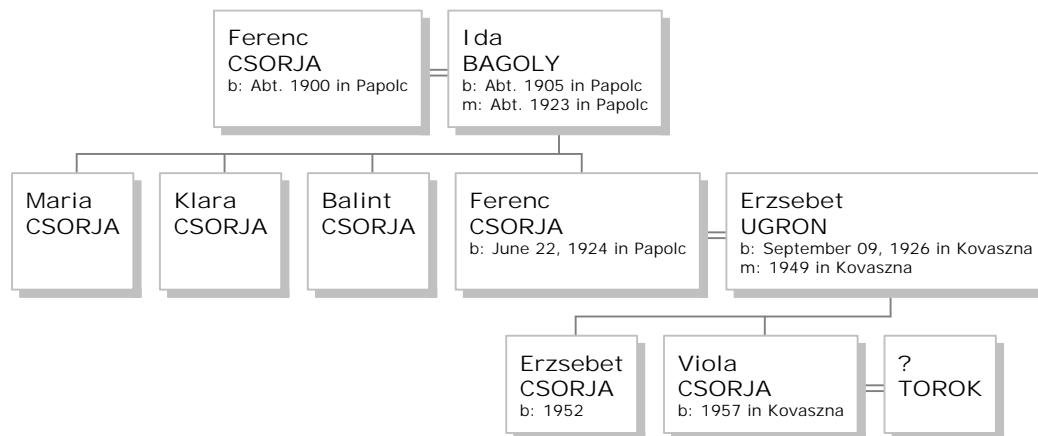 Ferenc
CSORJA
b: Abt. 1900 in Papolc
Ida
BAGOLY
b: Abt. 1905 in Papolc
m: Abt. 1923 in Papolc
Maria
CSORJA
Klara
CSORJA
Balint
CSORJA
Ferenc
CSORJA
b: June 22, 1924 in Papolc
Erzsebet
UGRON
b: September 09, 1926 in Kovaszna
m: 1949 in Kovaszna
Erzsebet
CSORJA
b: 1952
Viola
CSORJA
b: 1957 in Kovaszna
?
TOROK